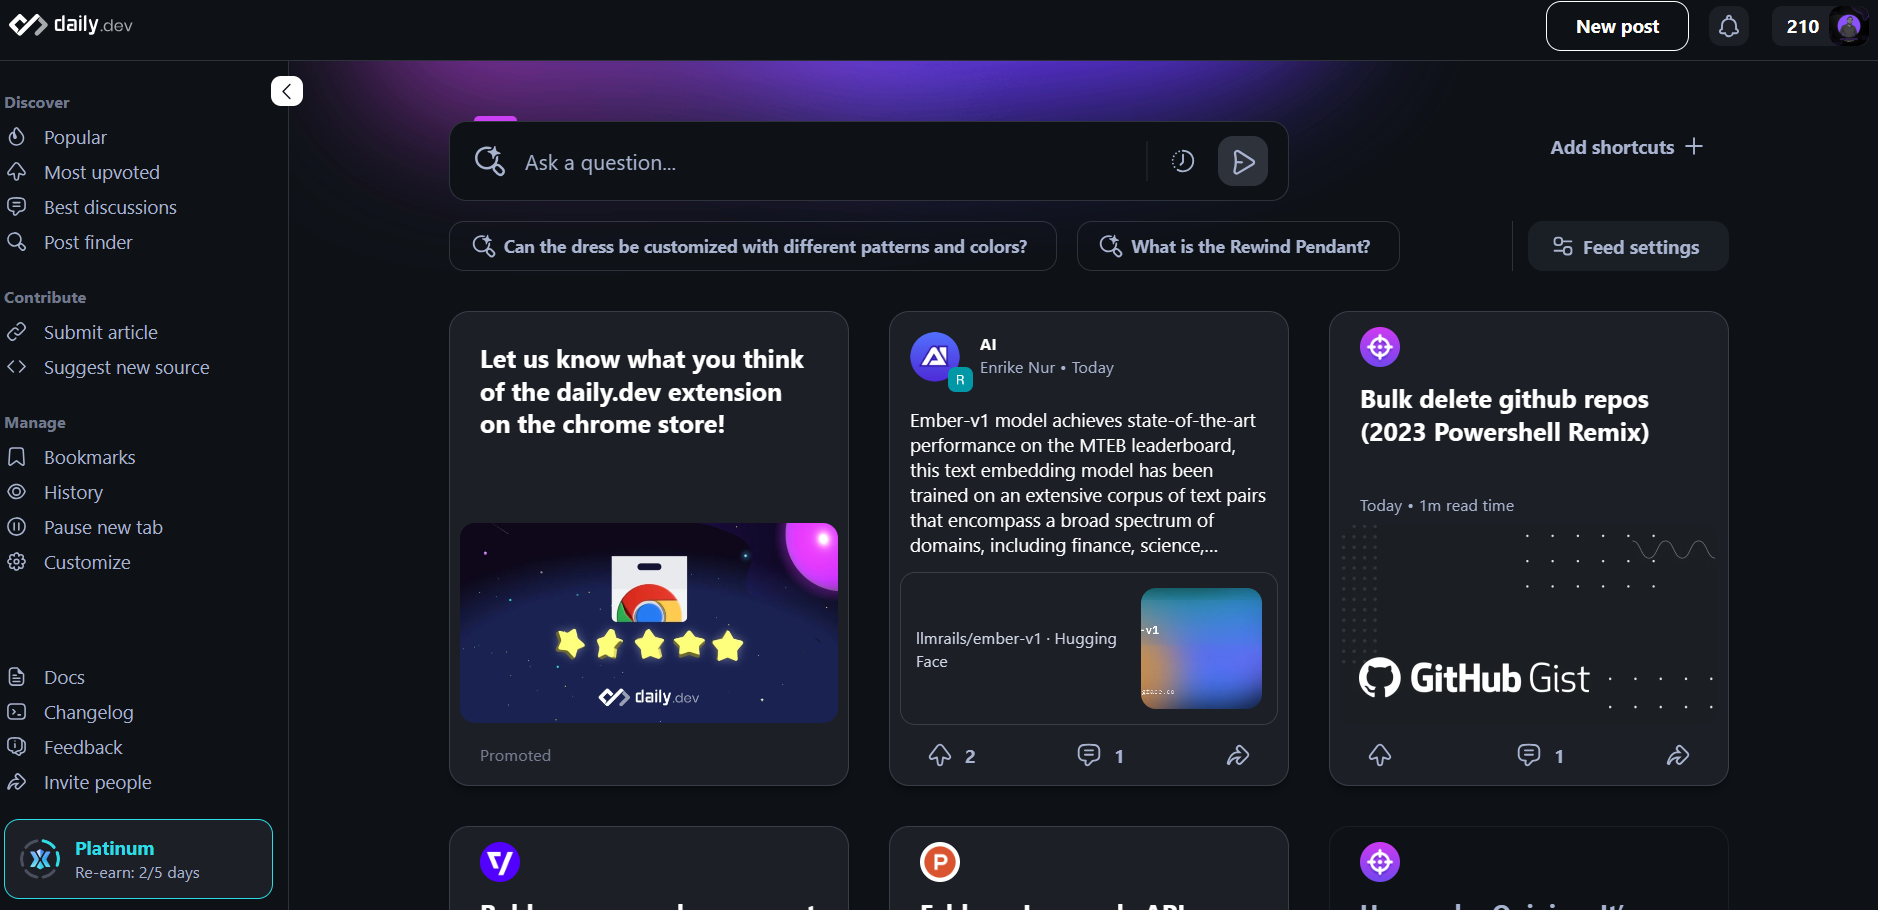 daily.dev
New post
210
Discover
Popular
Most upvoted
Best discussions
Post finder
Contribute
Submit article
Suggest new source
Manage
Bookmarks
History
Pause new tab
Customize
Docs
Changelog
Feedback
Invite people
Platinum
Re-earn: 2/5 days
Ask a question...
Add shortcuts
Can the dress be customized with different patterns and colors?
What is the Rewind Pendant?
Feed settings
Let us know what you think
of the daily.dev extension
on the chrome store!
daily.dev
Promoted
AI
R
Enrike Nur • Today
Ember-v1 model achieves state-of-the-art
performance on the MTEB leaderboard,
this text embedding model has been
trained on an extensive corpus of text pairs
that encompass a broad spectrum of
domains, including finance, science,...
llmrails/ember-v1 · Hugging
Face
-v1
2
1
Bulk delete github repos
(2023 Powershell Remix)
Today • 1m read time
GitHub Gist
1
P